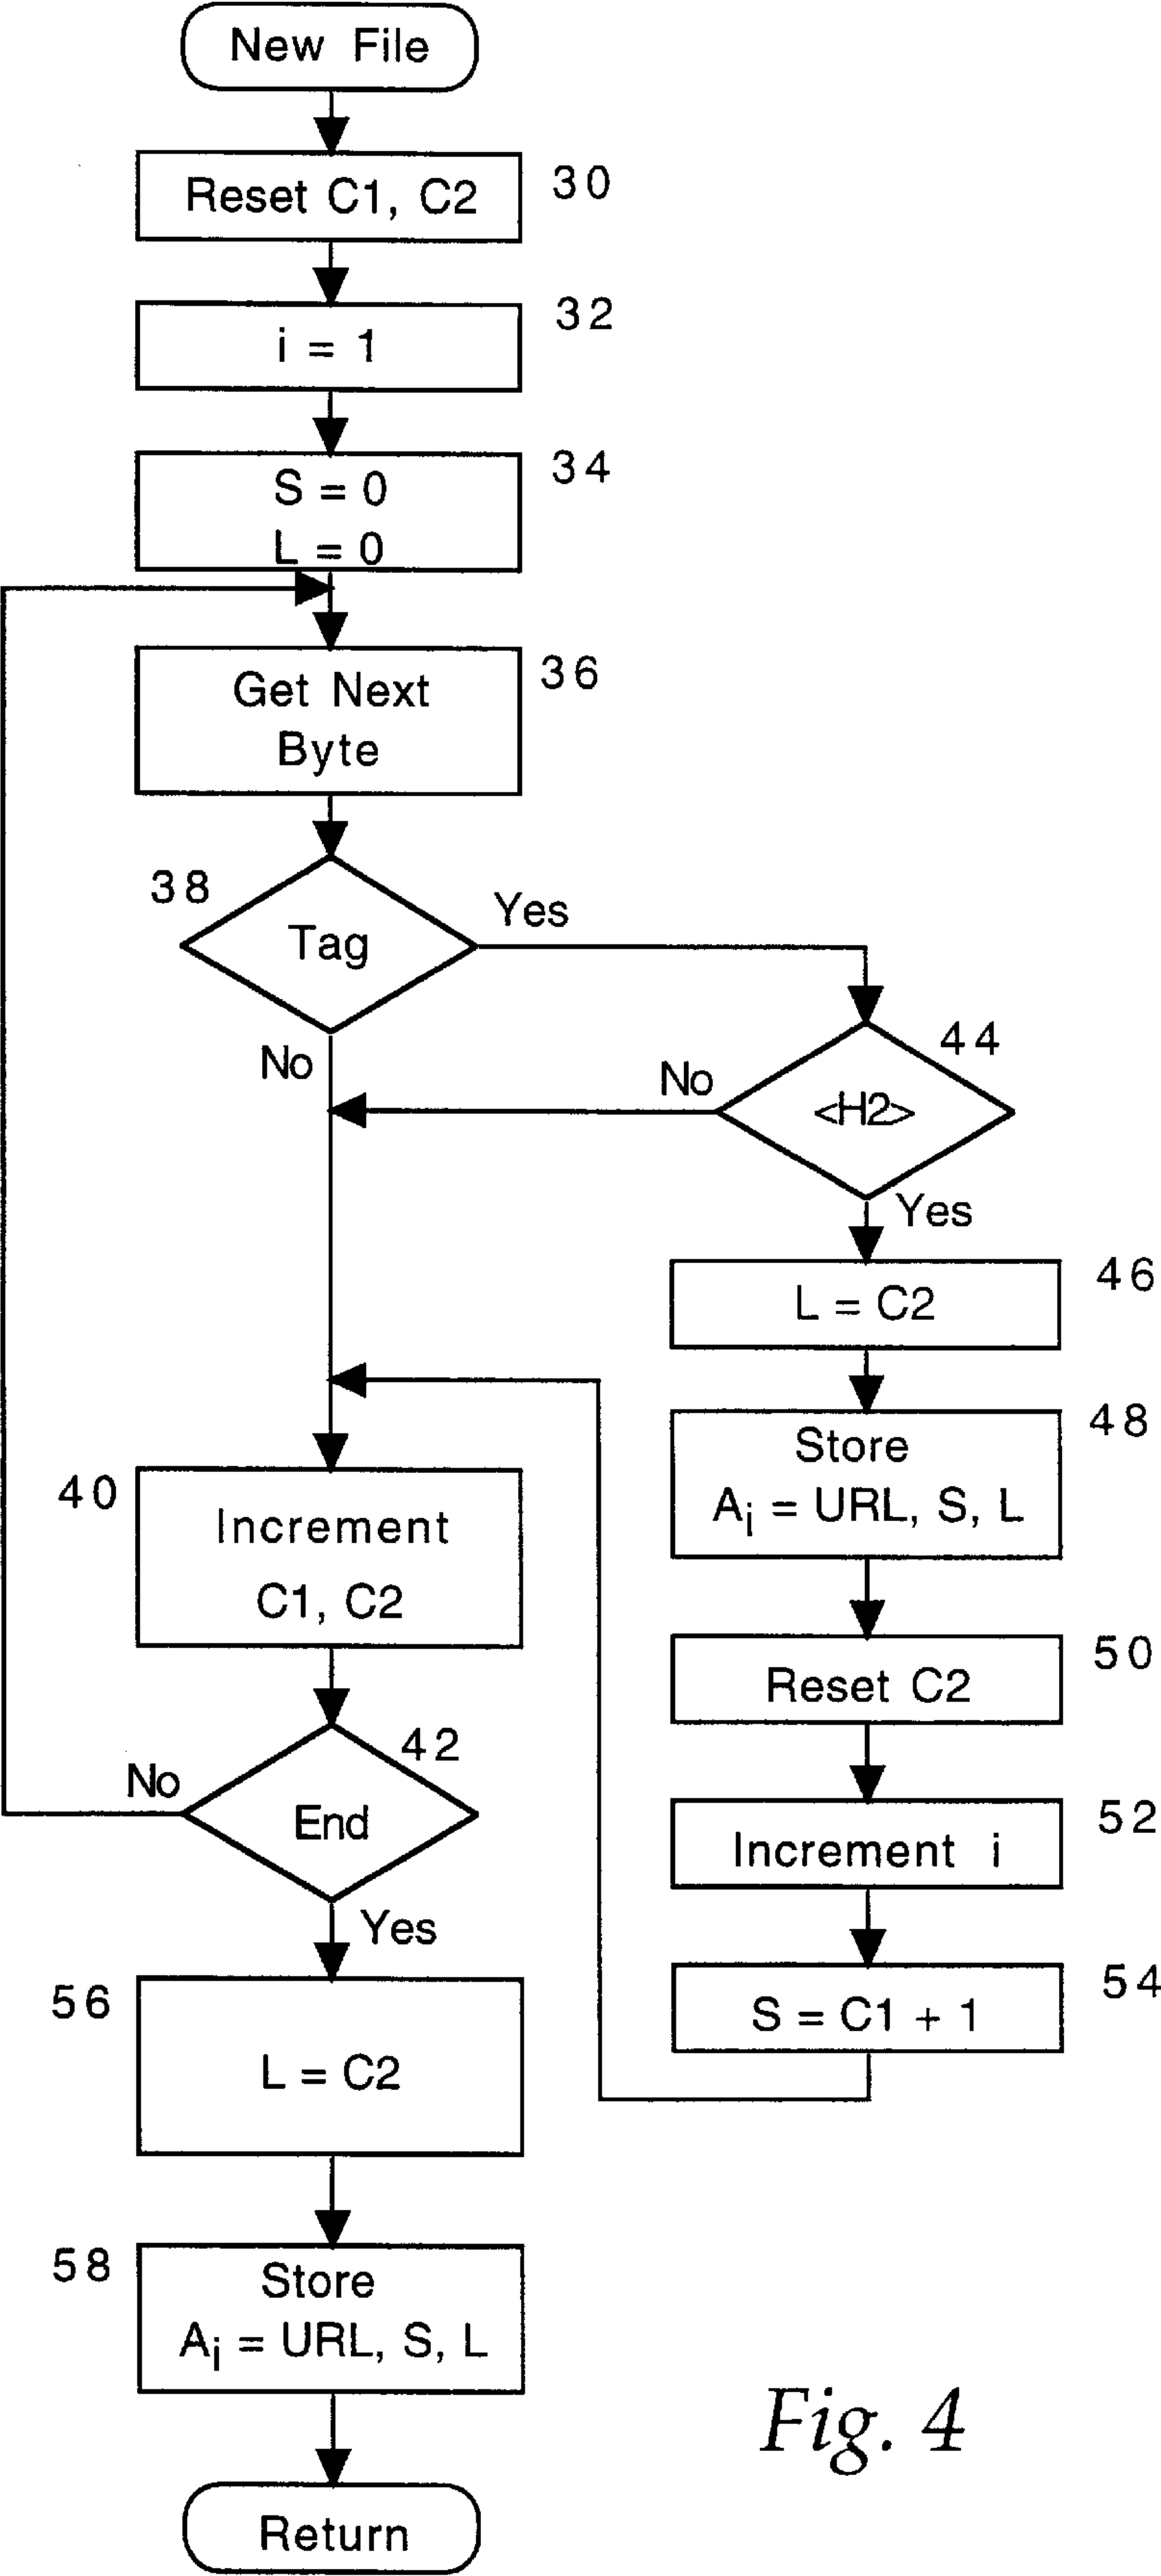 New File
Reset C1, C2
30
i = 1
32
S = 0
L = 0
34
Get Next
Byte
36
38
Tag
Yes
No
44
<H2>
No
Yes
L = C2
46
Store
Ai = URL, S, L
48
40
Increment
C1, C2
Reset C2
50
42
End
No
Yes
Increment i
52
S = C1 + 1
54
56
L = C2
58
Store
Ai = URL, S, L
Return
Fig. 4